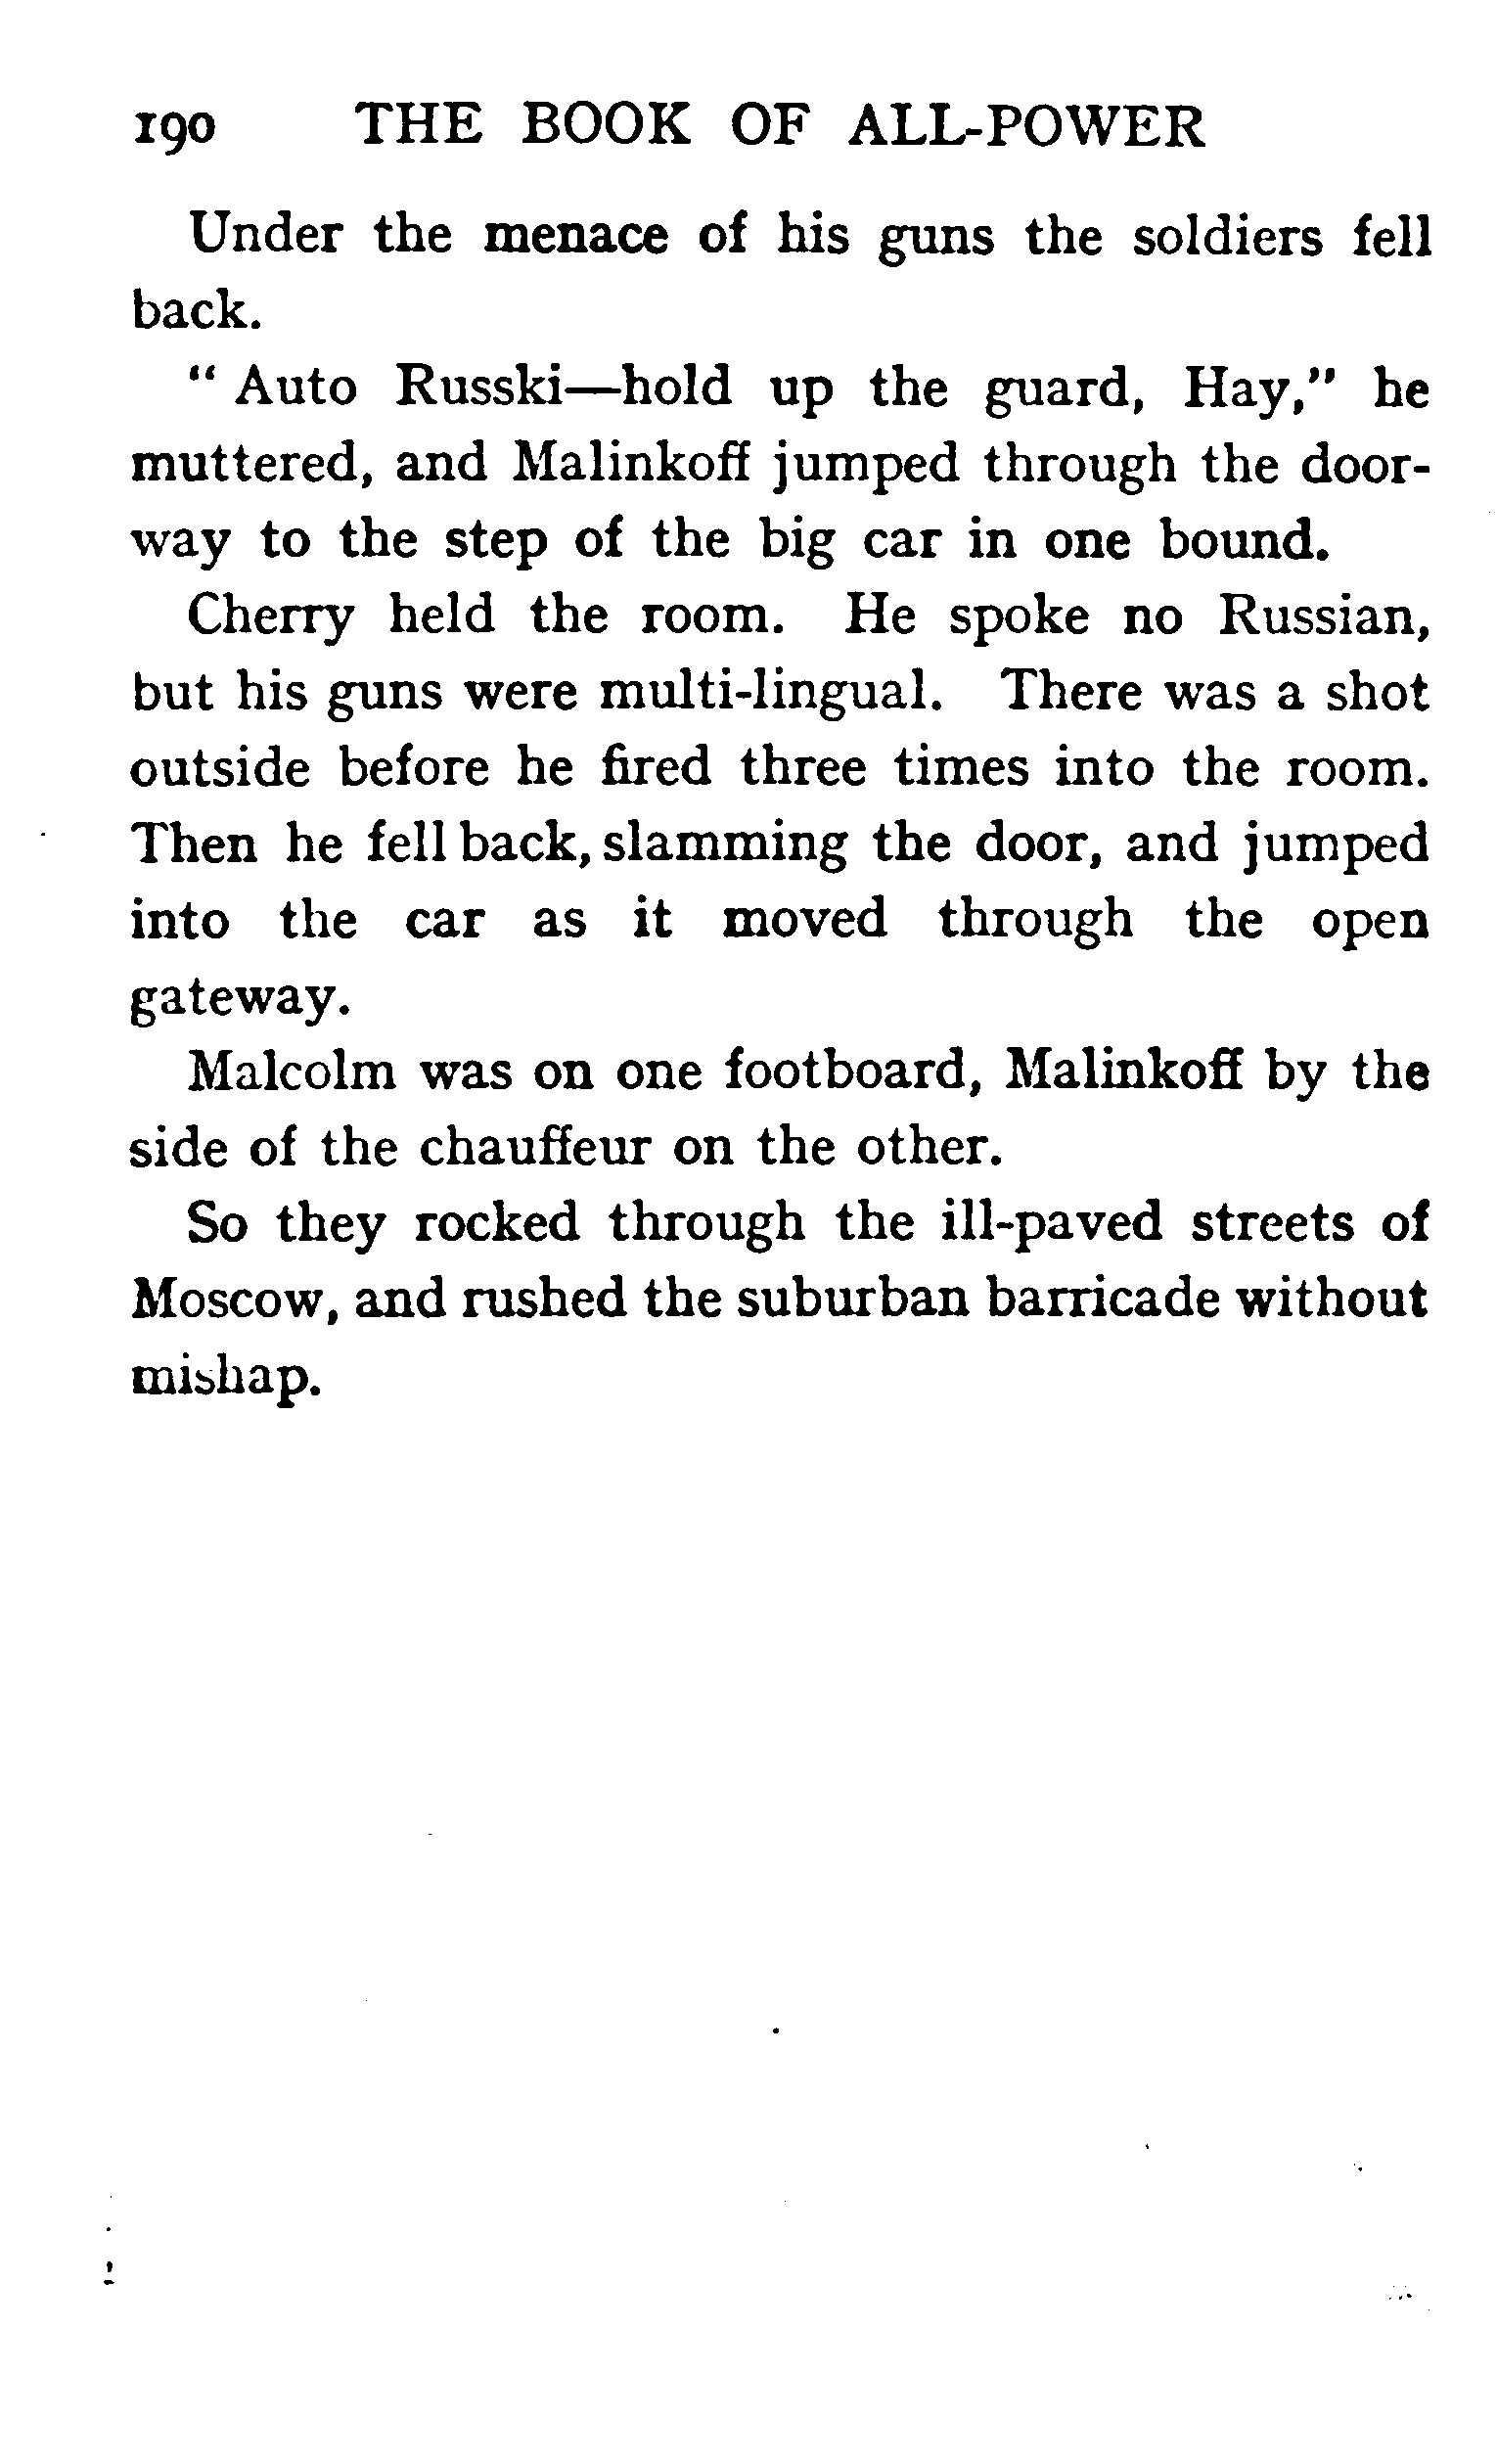 190 THE BOOK OF ALL-POWER
Under the menace of his guns the soldiers fell
back.
“ Auto Russki—hold up the guard, Hay,” he
muttered, and Malinkoff jumped through the door-
way to the step of the big car in one bound.
Cherry held the room. He spoke no Russian,
but his guns were multi-lingual. There was a shot
outside before he fired three times into the room.
Then he fell back, slamming the door, and jumped
into the car as it moved through the open
gateway.
Malcolm was on one footboard, Malinkoff by the
side of the chauffeur on the other.
So they rocked through the ill-paved streets of
Moscow, and rushed the suburban barricade without
mishap.